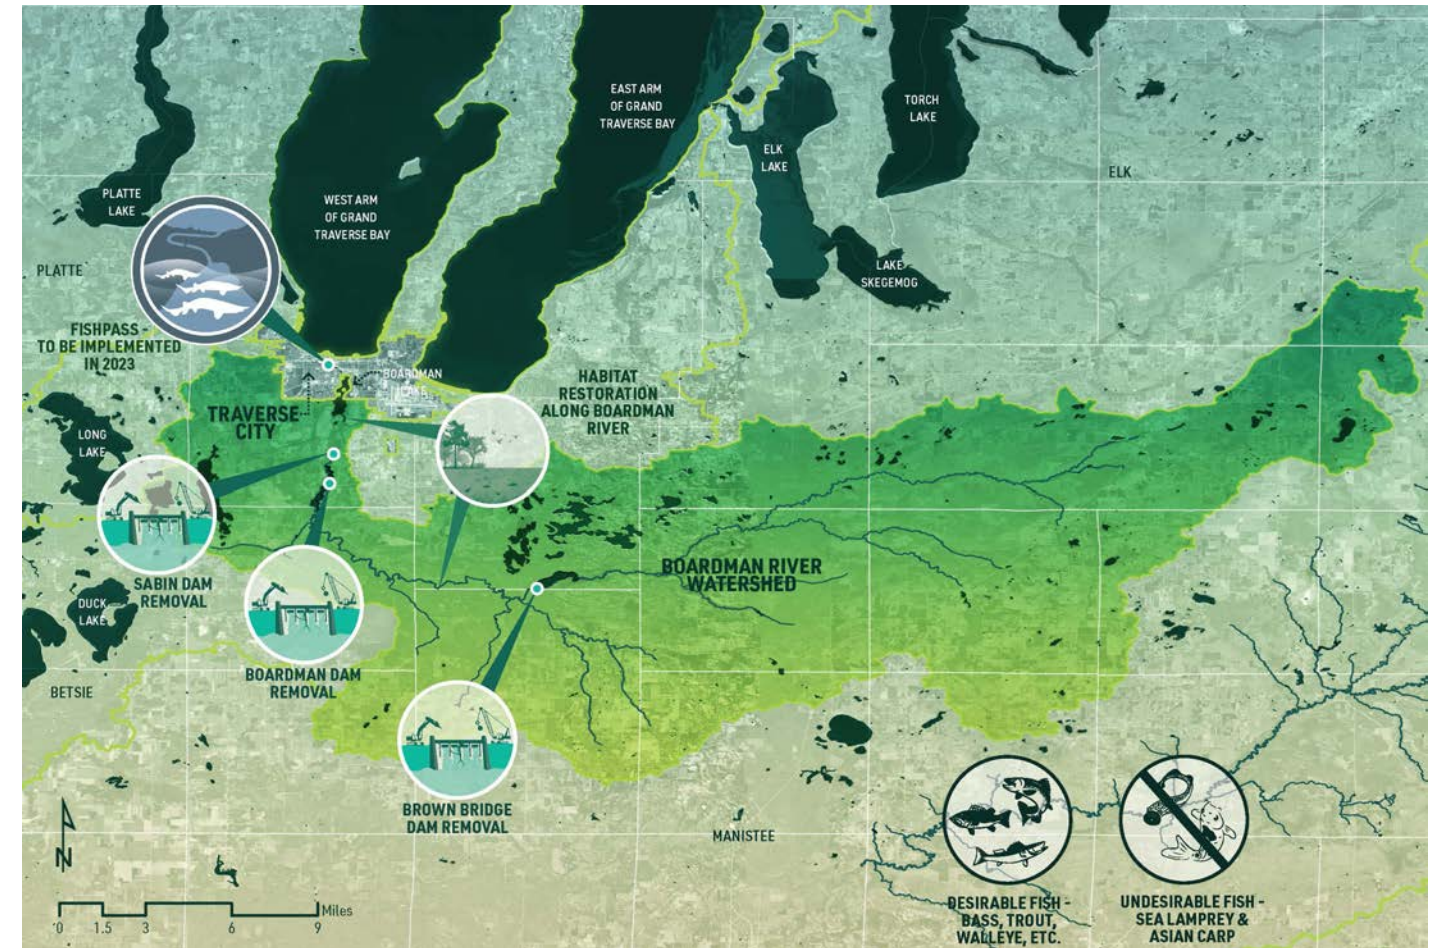 EAST ARM
OF GRAND
TRAVERSE BAY
TORCH
LAKE
ELK
LAKE
ELK
PLATTE
LAKE
WEST ARM
OF GRAND
TRAVERSE BAY
PLATTE
LAKE
SKEGEMOG
FISHPASS -
TO BE IMPLEMENTED
IN 2023
BOARDMAN
LAKE
HABITAT
RESTORATION
ALONG BOARDMAN
RIVER
TRAVERSE
CITY
LONG
LAKE
SABIN DAM
REMOVAL
BOARDMAN RIVER
WATERSHED
DUCK
LAKE
BOARDMAN DAM
REMOVAL
BETSIE
BROWN BRIDGE
DAM REMOVAL
MANISTEE
N
0 1.5 3 6 9 Miles
DESIRABLE FISH -
BASS, TROUT,
WALLEYE, ETC.
UNDESIRABLE FISH -
SEA LAMPREY &
ASIAN CARP